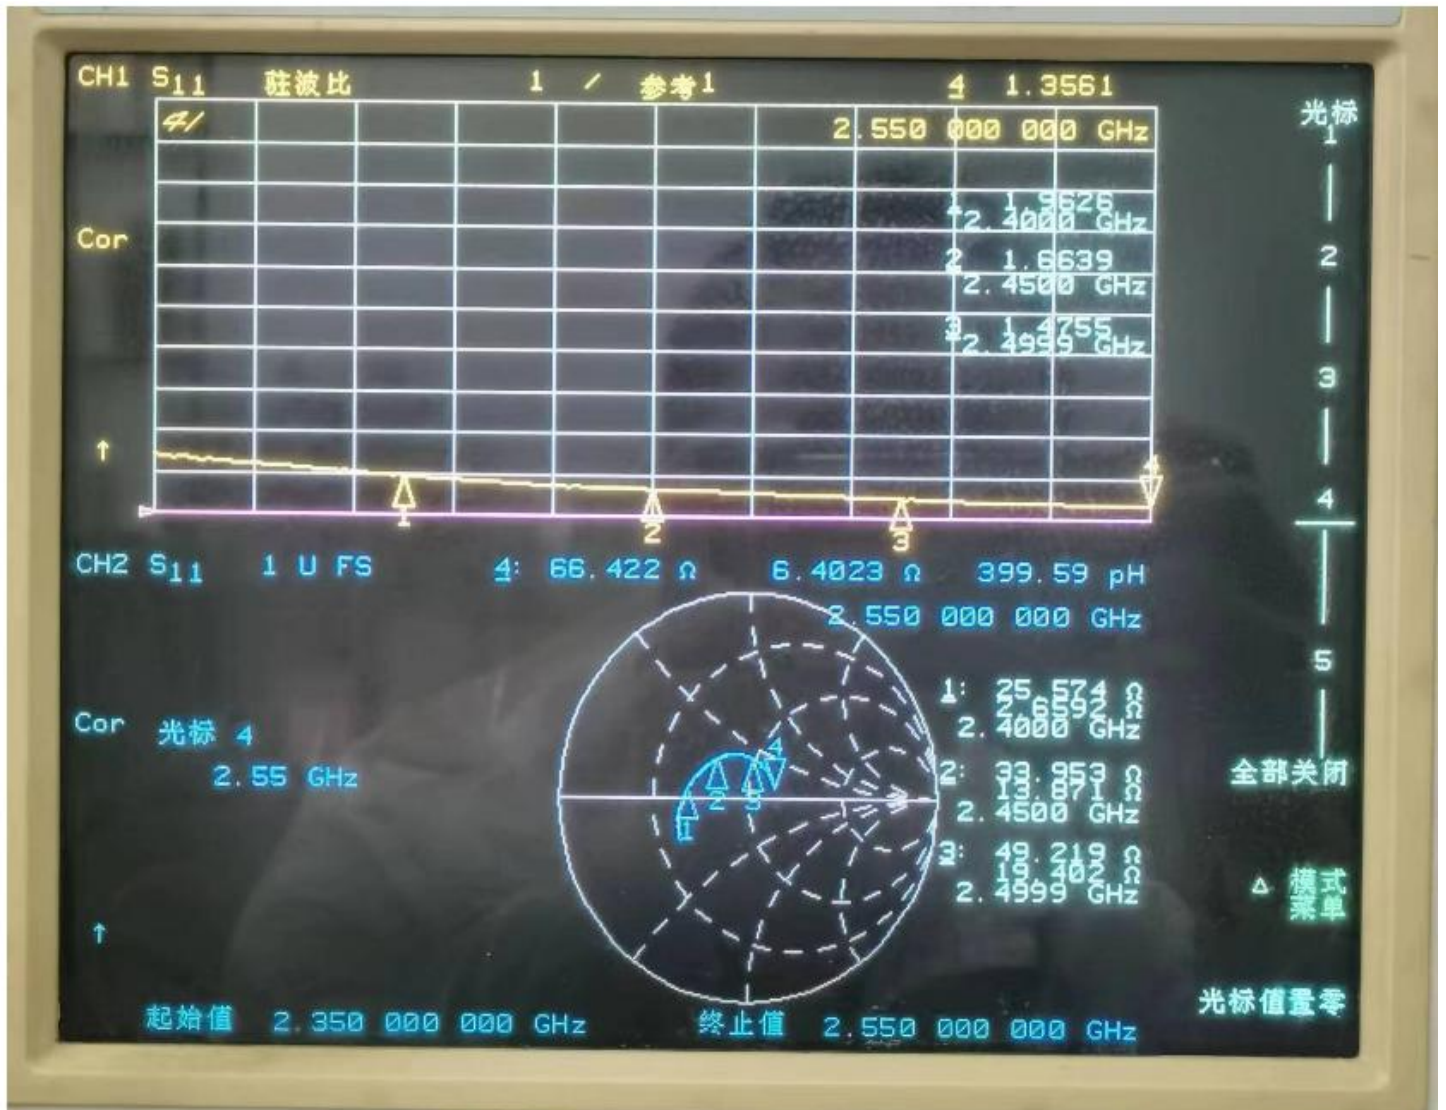 CH1 S11 驻波比 1 / 参考1 4 1.3561
4/
2.550 000 000 GHz
光标
1
1 1.9626
2.4000 GHz
Cor
2 1.6639
2.4500 GHz
2
3 1.4755
2.4999 GHz
3
↑
4
4
1
2
3
CH2 S11 1 U FS 4: 66.422 Ω 6.4023 Ω 399.59 pH
2.550 000 000 GHz
5
1: 25.574 Ω
2.6592 Ω
2.4000 GHz
Cor 光标 4
2.55 GHz
4
1
2
3
2: 33.953 Ω
13.871 Ω
2.4500 GHz
全部关闭
3: 49.219 Ω
19.402 Ω
2.4999 GHz
△ 模式
菜单
↑
光标值置零
起始值 2.350 000 000 GHz 终止值 2.550 000 000 GHz